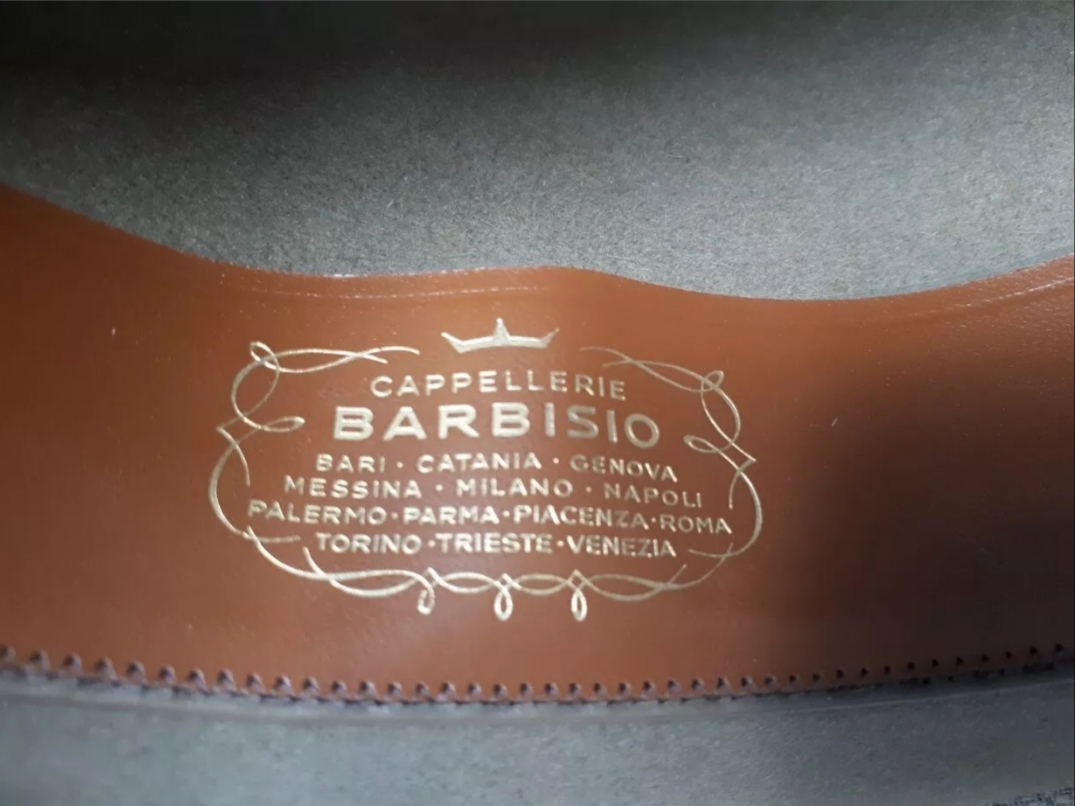 CAPPELLERIE
BARBISIO
BARI · CATANIA · GENOVA
MESSINA · MILANO · NAPOLI
PALERMO · PARMA · PIACENZA · ROMA
TORINO · TRIESTE · VENEZIA